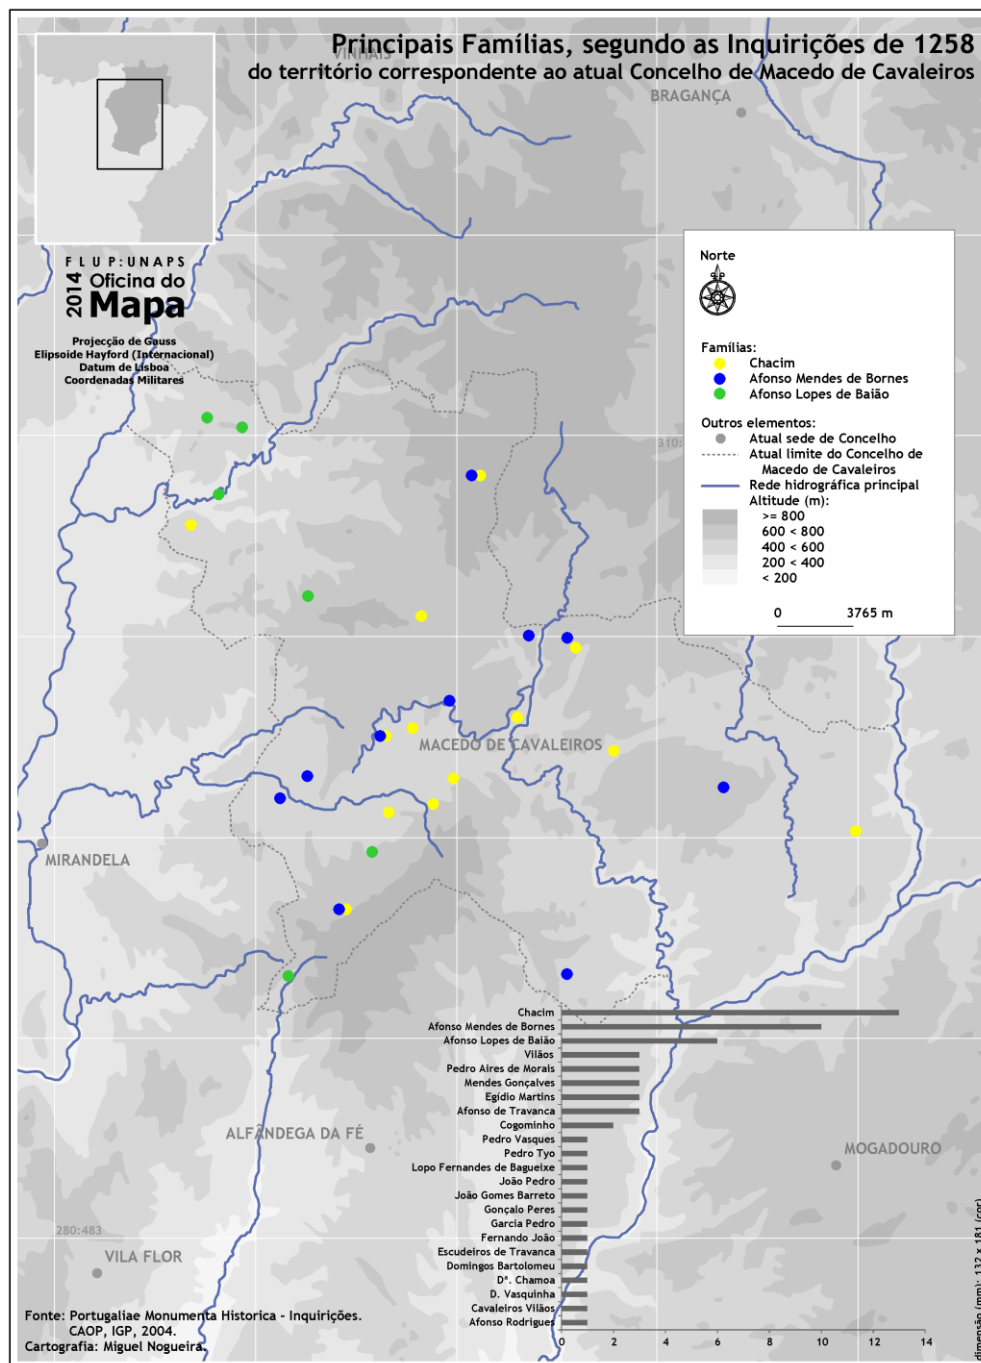 Principais Famílias, segundo as Inquirições de 1258
do território correspondente ao atual Concelho de Macedo de Cavaleiros
VINHAIS
BRAGANÇA
FLUP:UNAPS
2014
Oficina do
Mapa
Projecção de Gauss
Elipsoide Hayford (Internacional)
Datum de Lisboa
Coordenadas Militares
Norte
Famílias:
Chacim
Afonso Mendes de Bornes
Afonso Lopes de Baião
Outros elementos:
Atual sede de Concelho
Atual limite do Concelho de
Macedo de Cavaleiros
Rede hidrográfica principal
Altitude (m):
>= 800
600 < 800
400 < 600
200 < 400
< 200
0 3765 m
MACEDO DE CAVALEIROS
MIRANDELA
ALFÂNDEGA DA FÉ
MOGADOURO
280:483
VILA FLOR
Chacim
Afonso Mendes de Bornes
Afonso Lopes de Baião
Vilãos
Pedro Aires de Morais
Mendes Gonçalves
Egídio Martins
Afonso de Travanca
Cogominho
Pedro Vasques
Pedro Tyo
Lopo Fernandes de Bagueixe
João Pedro
João Gomes Barreto
Gonçalo Peres
Garcia Pedro
Fernando João
Escudeiros de Travanca
Domingos Bartolomeu
Dª. Chamoa
D. Vasquinha
Cavaleiros Vilãos
Afonso Rodrigues
0 2 4 6 8 10 12 14
Fonte: Portugaliae Monumenta Historica - Inquirições.
CAOP, IGP, 2004.
Cartografia: Miguel Nogueira.
dimensão (mm): 132 x 181 (cor)